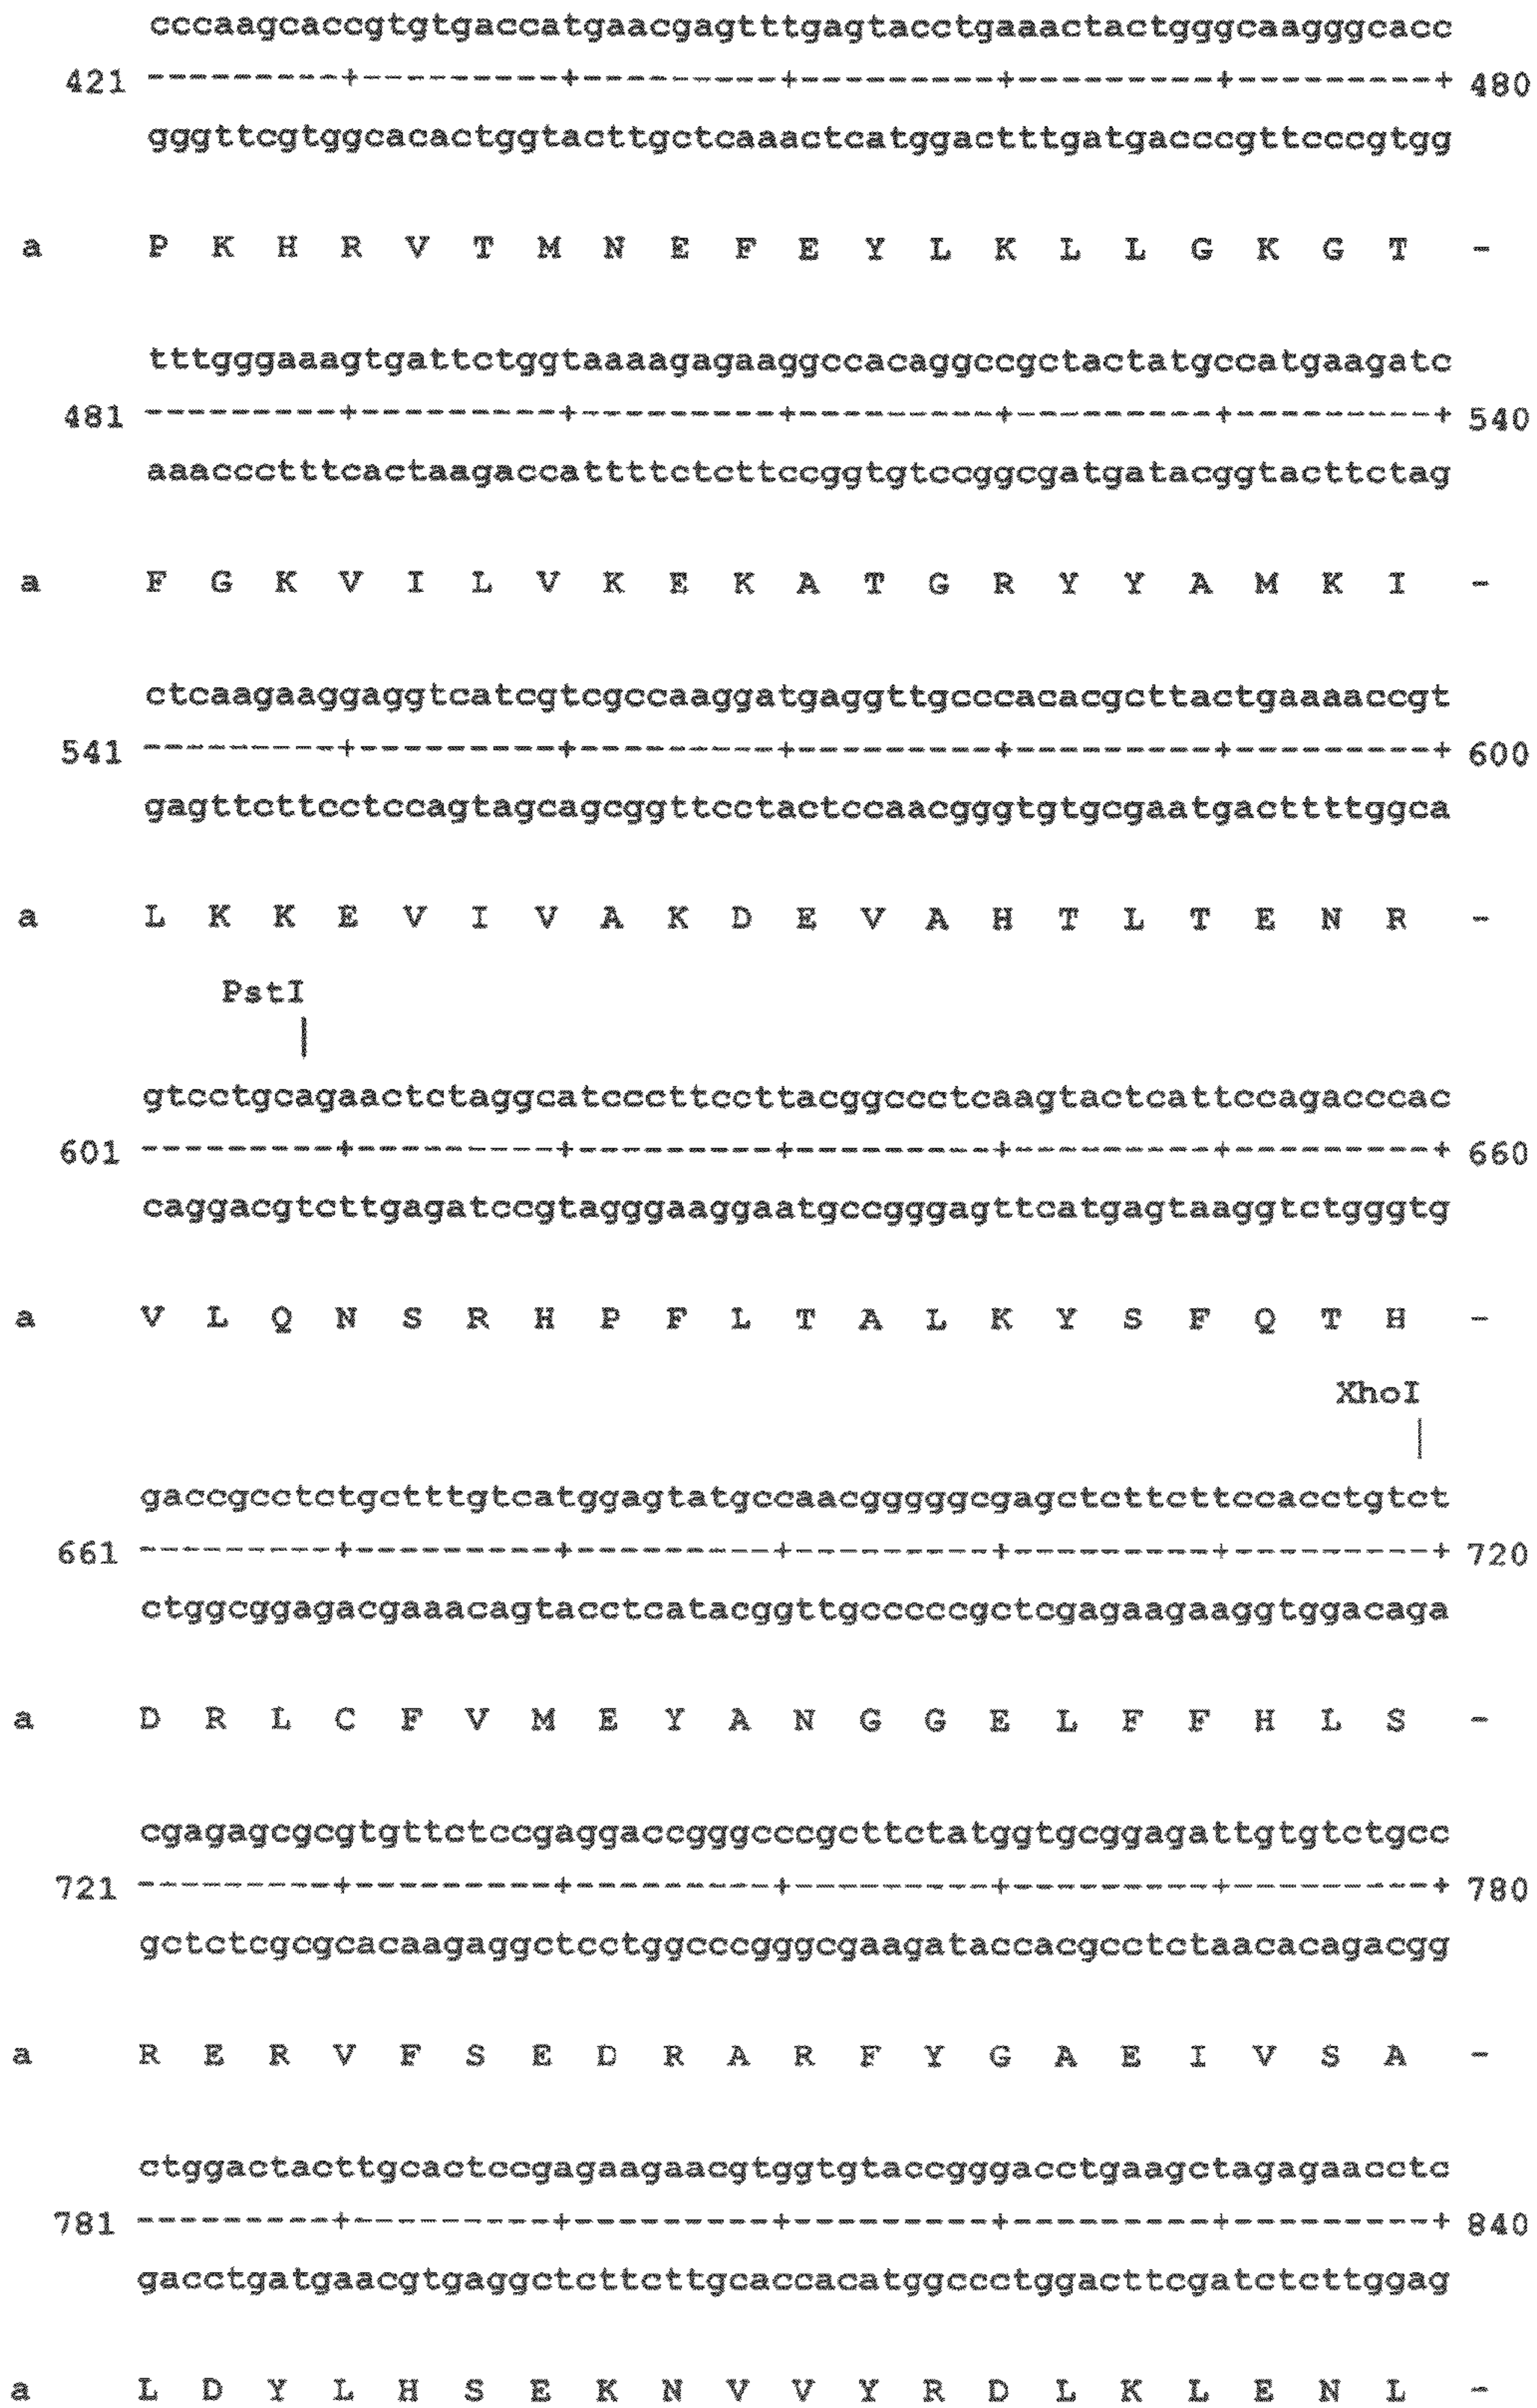 cccaagcaccgtgtgaccatgaacgagtttgagtacctgaaactactgggcaagggcacc
421 ---------+---------+---------+---------+---------+---------+ 480
gggttcgtggcacactggtacttgctcaaactcatggactttgatgacccgttcccgtgg
a P K H R V T M N E F E Y L K L L G K G T -
tttgggaaagtgattctggtaaaagagaaggccacaggccgctactatgccatgaagatc
481 ---------+---------+---------+---------+---------+---------+ 540
aaaccctttcactaagaccattttctcttccggtgtccggcgatgatacggtacttctag
a F G K V I L V K E K A T G R Y Y A M K I -
ctcaagaaggaggtcatcgtcgccaaggatgaggttgcccacacgcttactgaaaaccgt
541 ---------+---------+---------+---------+---------+---------+ 600
gagttcttcctccagtagcagcggttcctactccaacgggtgtgcgaatgacttttggca
a L K K E V I V A K D E V A H T L T E N R -
PstI
|
gtcctgcagaactctaggcatcccttccttacggccctcaagtactcattccagacccac
601 ---------+---------+---------+---------+---------+---------+ 660
caggacgtcttgagatccgtagggaaggaatgccgggagttcatgagtaaggtctgggtg
a V L Q N S R H P F L T A L K Y S F Q T H -
XhoI
|
gaccgcctctgctttgtcatggagtatgccaacgggggcgagctcttcttccacctgtct
661 ---------+---------+---------+---------+---------+---------+ 720
ctggcggagacgaaacagtacctcatacggttgcccccgctcgagaagaaggtggacaga
a D R L C F V M E Y A N G G E L F F H L S -
cgagagcgcgtgttctccgaggaccgggcccgcttctatggtgcggagattgtgtctgcc
721 ---------+---------+---------+---------+---------+---------+ 780
gctctcgcgcacaagaggctcctggcccgggcgaagataccacgcctctaacacagacgg
a R E R V F S E D R A R F Y G A E I V S A -
ctggactacttgcactccgagaagaacgtggtgtaccgggacctgaagctagagaacctc
781 ---------+---------+---------+---------+---------+---------+ 840
gacctgatgaacgtgaggctcttcttgcaccacatggccctggacttcgatctcttggag
a L D Y L H S E K N V V Y R D L K L E N L -